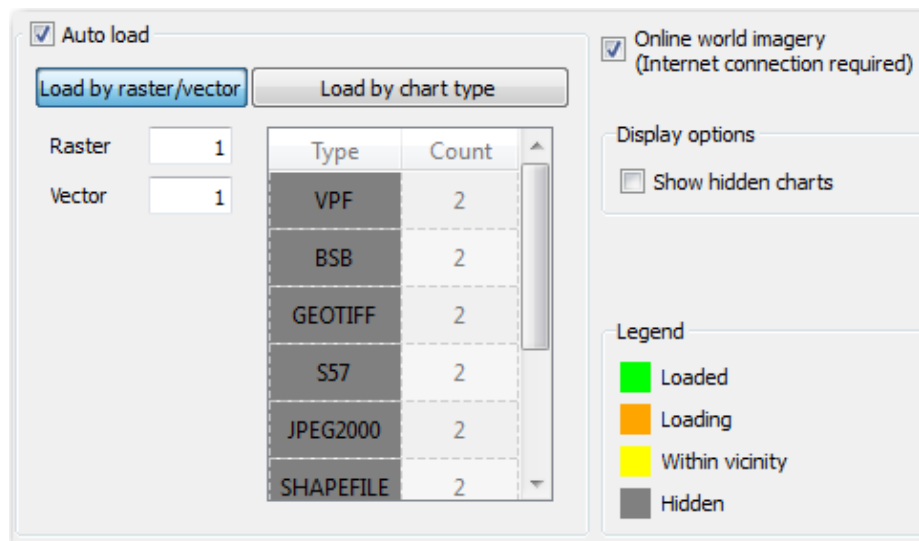 Auto load
Load by raster/vector
Load by chart type
Raster 1
Vector 1
Type Count
VPF 2
BSB 2
GEOTIFF 2
S57 2
JPEG2000 2
SHAPEFILE 2
Online world imagery
(Internet connection required)
Display options
Show hidden charts
Legend
Loaded
Loading
Within vicinity
Hidden